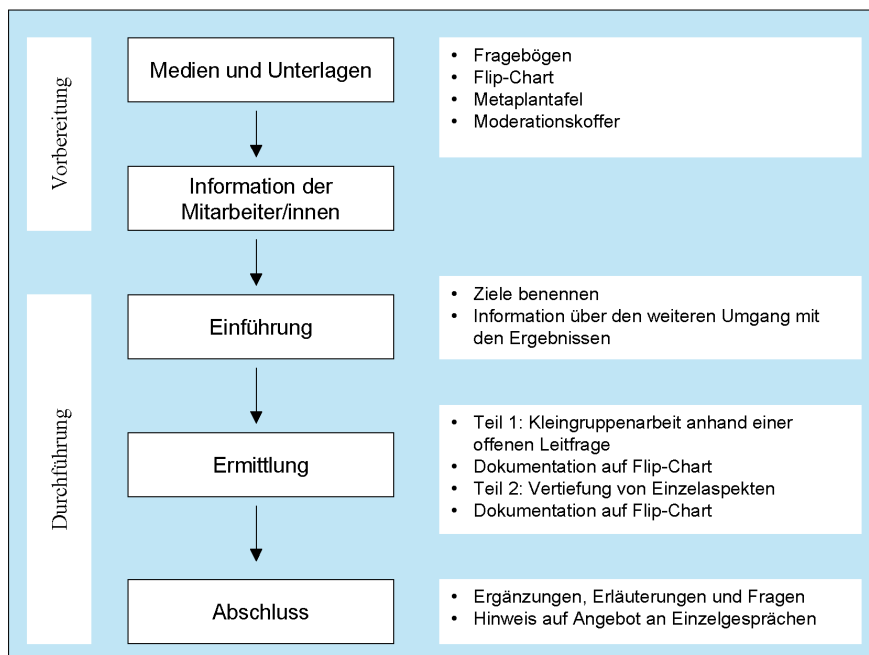 Vorbereitung
Medien und Unterlagen
• Fragebögen
• Flip-Chart
• Metaplantafel
• Moderationskoffer
Information der
Mitarbeiter/innen
Durchführung
Einführung
• Ziele benennen
• Information über den weiteren Umgang mit
den Ergebnissen
Ermittlung
• Teil 1: Kleingruppenarbeit anhand einer
offenen Leitfrage
• Dokumentation auf Flip-Chart
• Teil 2: Vertiefung von Einzelaspekten
• Dokumentation auf Flip-Chart
Abschluss
• Ergänzungen, Erläuterungen und Fragen
• Hinweis auf Angebot an Einzelgesprächen